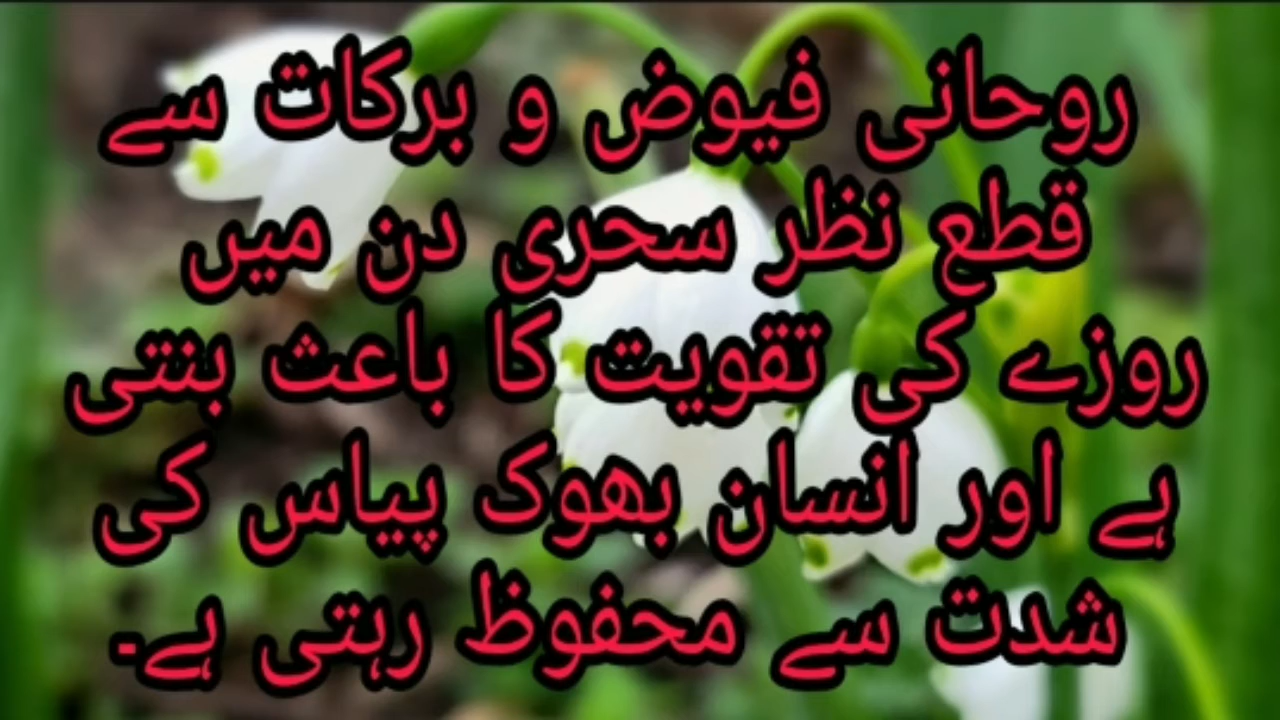 روحانی فیوض و برکات سے
قطع نظر سحری دن میں
روزے کی تقویت کا باعث بنتی
ہے اور انسان بھوک پیاس کی
شدت سے محفوظ رہتی ہے۔